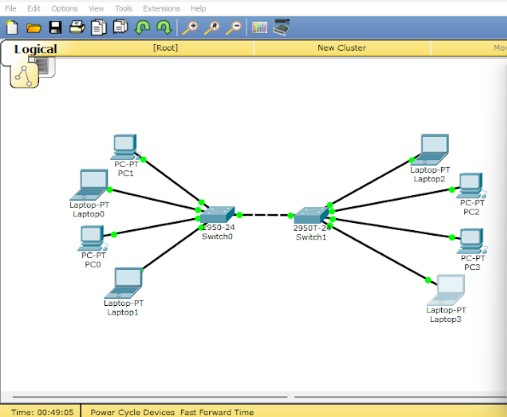 File Edit Options View Tools Extensions Help
Logical [Root] New Cluster
PC-PT
PC1
Laptop-PT
Laptop0
PC-PT
PC0
Laptop-PT
Laptop1
2950-24
Switch0
2950T-24
Switch1
Laptop-PT
Laptop2
PC-PT
PC2
PC-PT
PC3
Laptop-PT
Laptop3
Time: 00:49:05 Power Cycle Devices Fast Forward Time